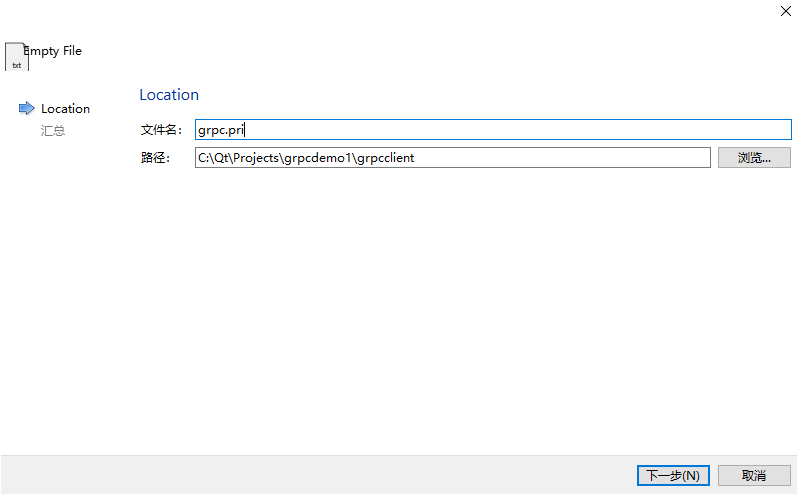 Empty File
txt
Location
汇总
Location
文件名: grpc.pri
路径: C:\Qt\Projects\grpcdemo1\grpcclient 浏览...
下一步(N) 取消